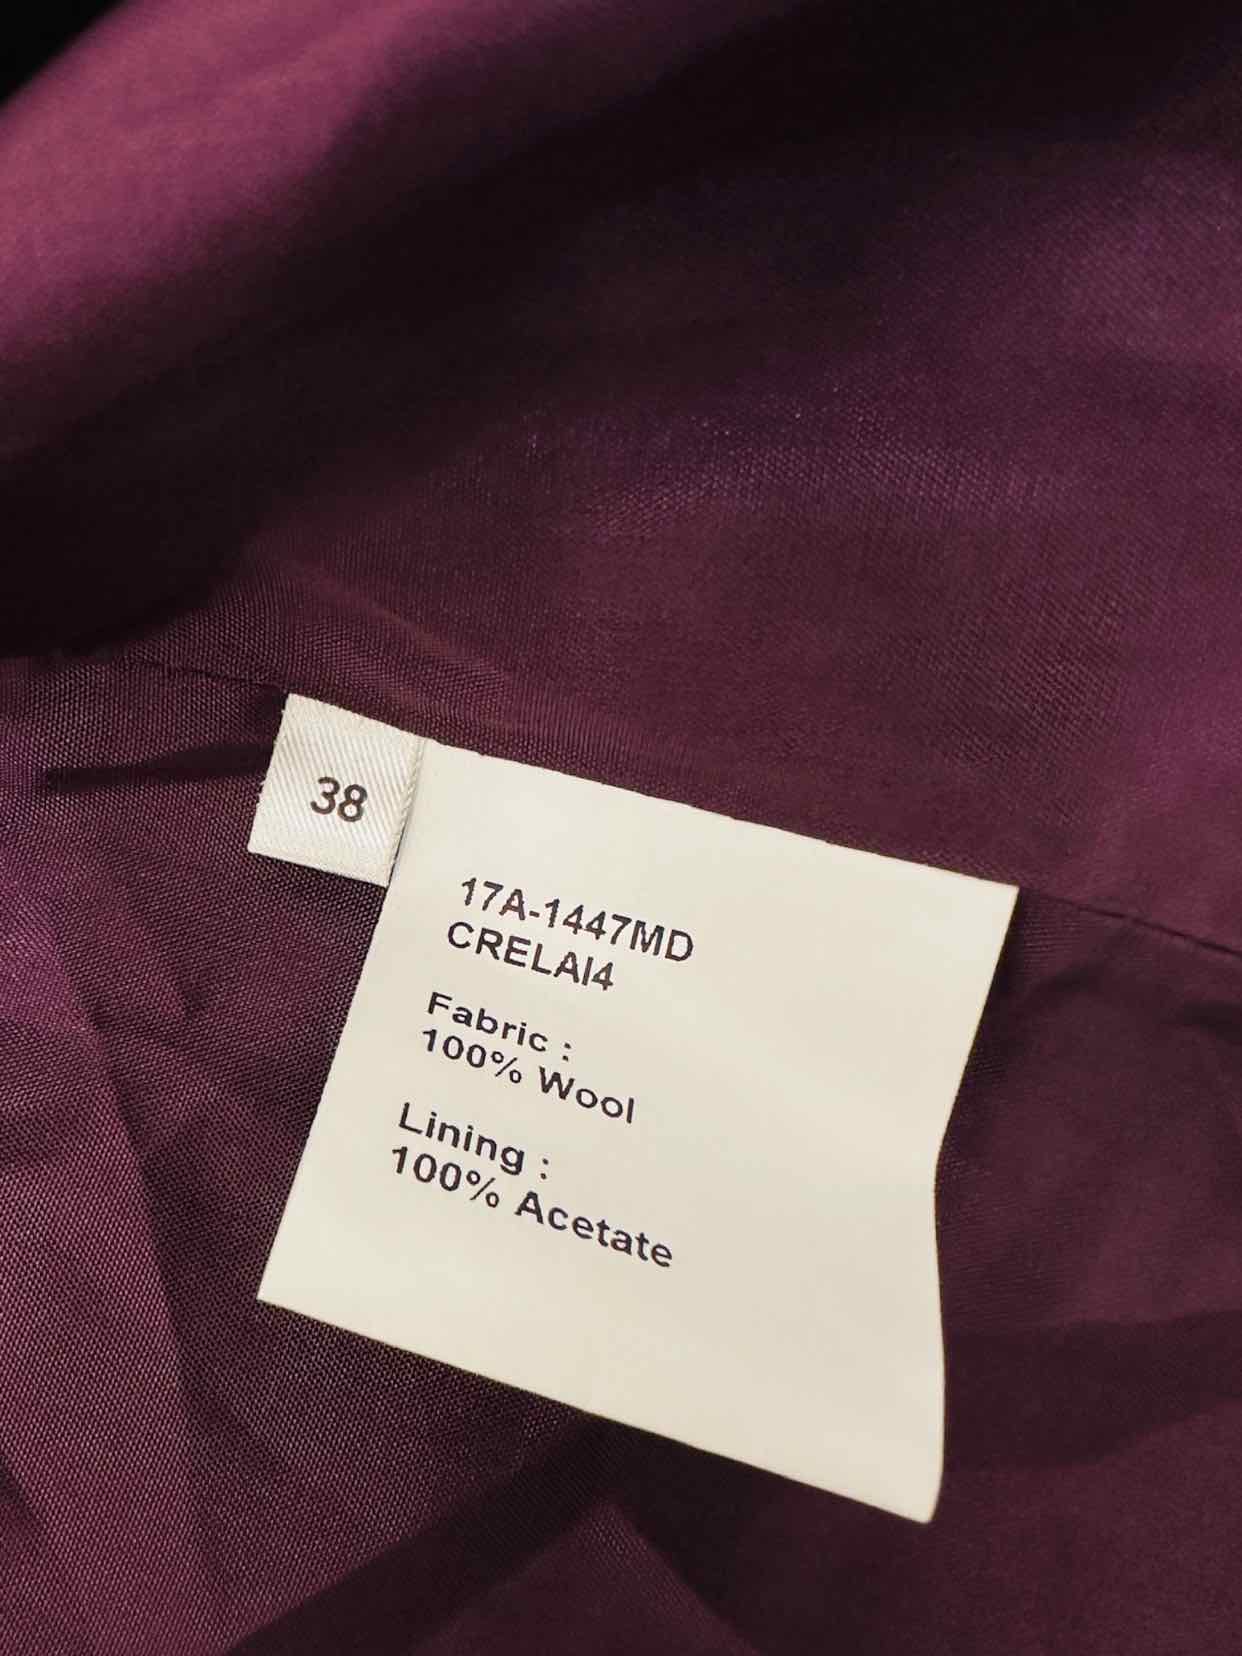 38
17A-1447MD
CRELAI4
Fabric :
100% Wool
Lining :
100% Acetate